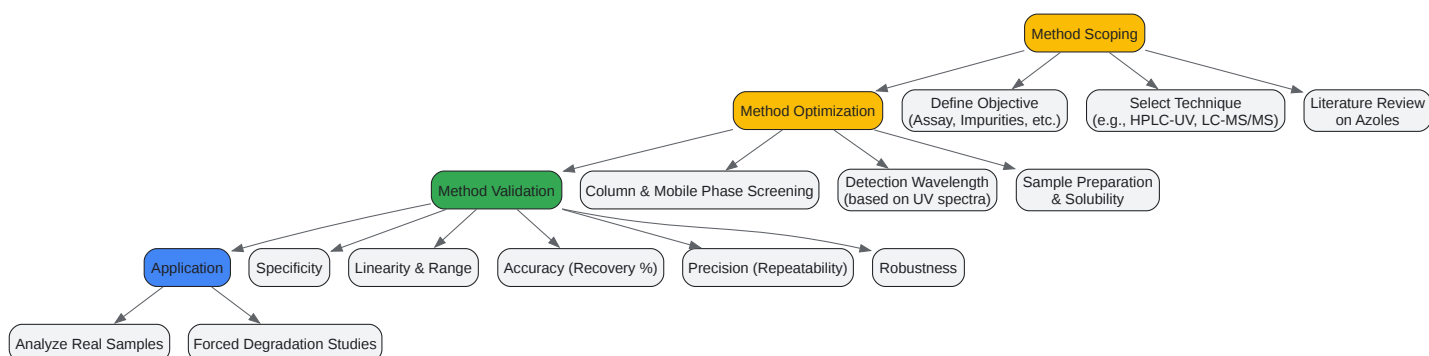 Method Scoping
Method Optimization
Define Objective
(Assay, Impurities, etc.)
Select Technique
(e.g., HPLC-UV, LC-MS/MS)
Literature Review
on Azoles
Method Validation
Column & Mobile Phase Screening
Detection Wavelength
(based on UV spectra)
Sample Preparation
& Solubility
Application
Specificity
Linearity & Range
Accuracy (Recovery %)
Precision (Repeatability)
Robustness
Analyze Real Samples
Forced Degradation Studies